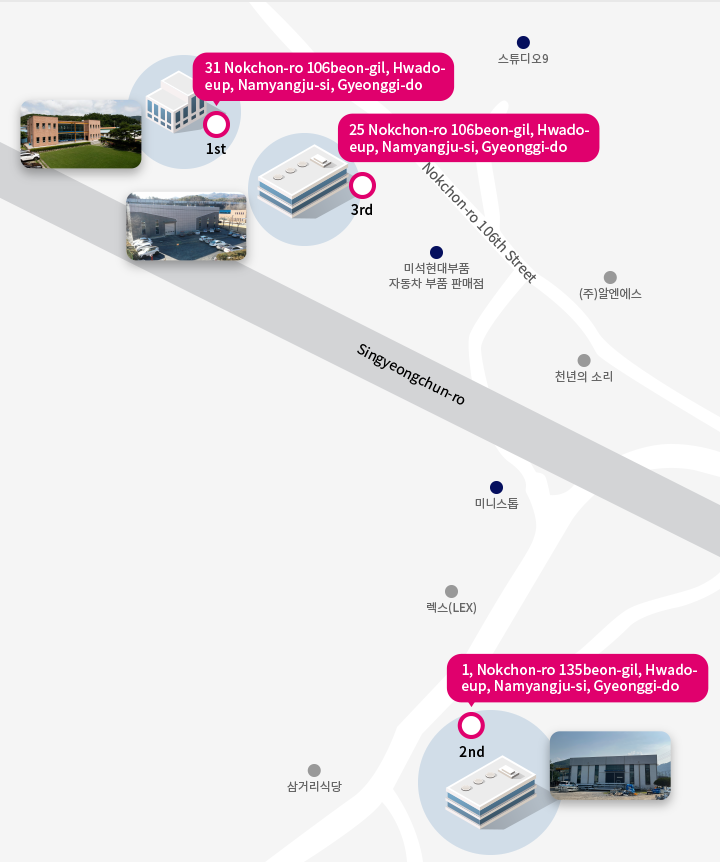 스튜디오9
31 Nokchon-ro 106beon-gil, Hwado-
eup, Namyangju-si, Gyeonggi-do
1st
25 Nokchon-ro 106beon-gil, Hwado-
eup, Namyangju-si, Gyeonggi-do
3rd
Nokchon-ro 106th Street
미석현대부품
자동차 부품 판매점
(주)알엔에스
Singyeongchun-ro
천년의 소리
미니스톱
렉스(LEX)
1, Nokchon-ro 135beon-gil, Hwado-
eup, Namyangju-si, Gyeonggi-do
2nd
삼거리식당